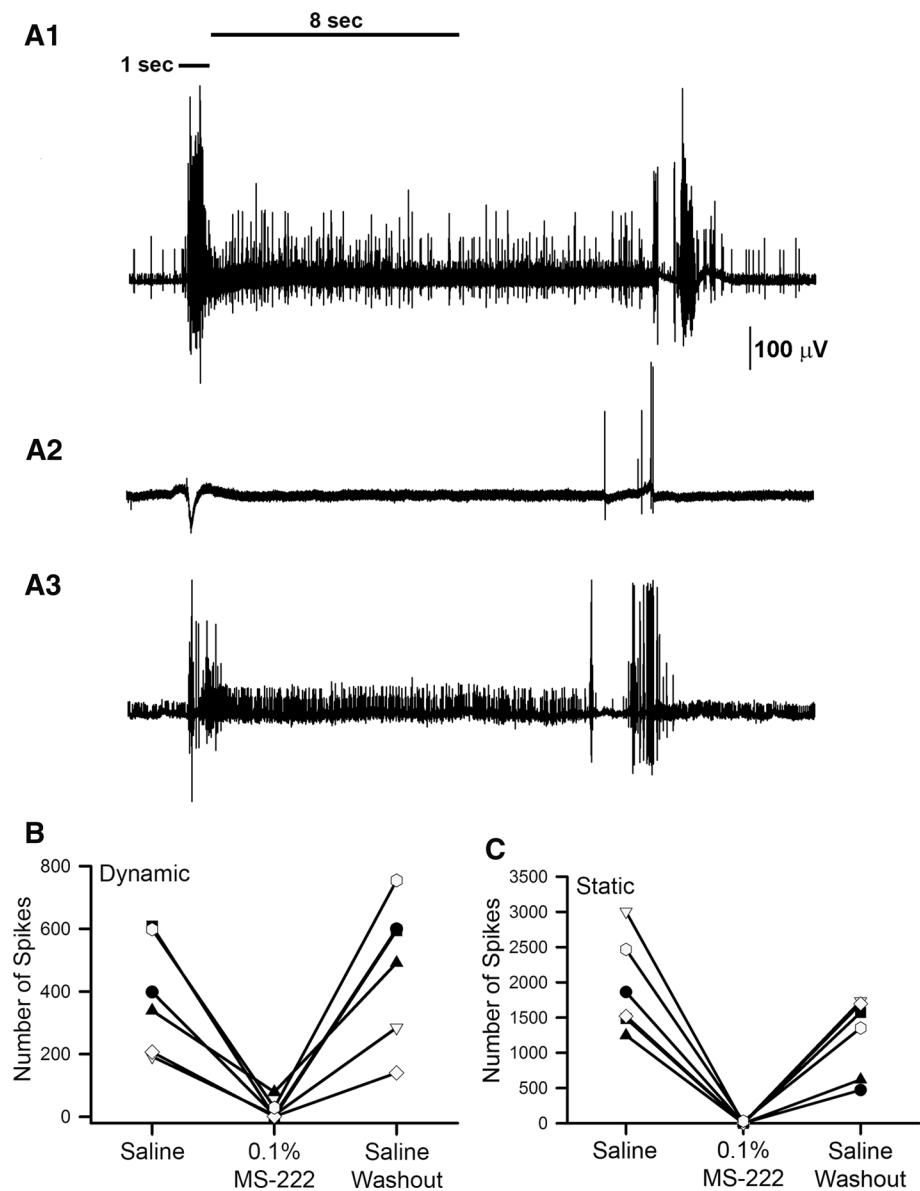 A1
8 sec
1 sec
100 μV
A2
A3
B
Dynamic
Number of Spikes
800
600
400
200
0
Saline
0.1%
MS-222
Saline
Washout
C
Static
Number of Spikes
3500
3000
2500
2000
1500
1000
500
0
Saline
0.1%
MS-222
Saline
Washout